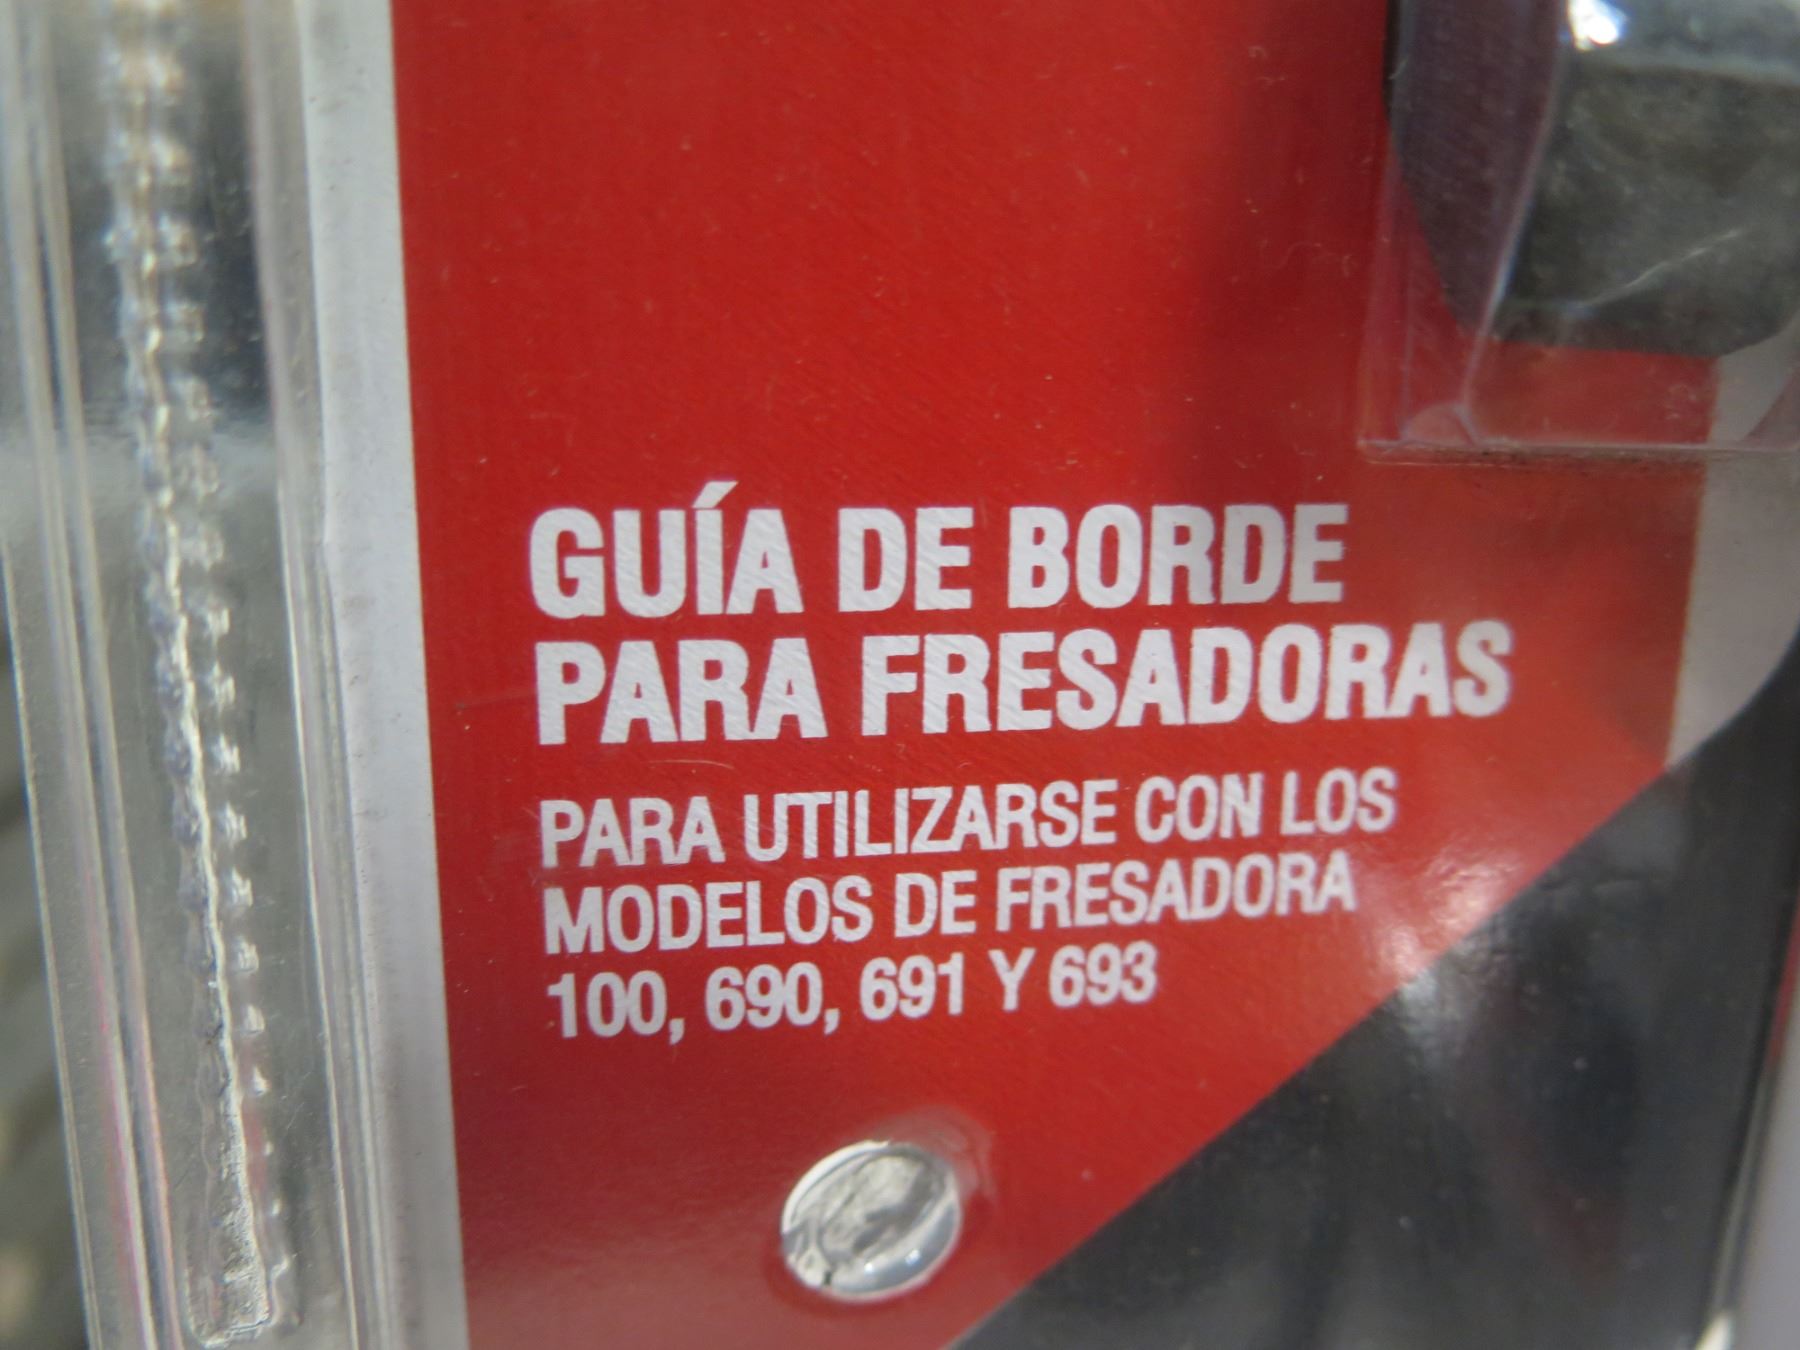 GUÍA DE BORDE
PARA FRESADORAS
PARA UTILIZARSE CON LOS
MODELOS DE FRESADORA
100, 690, 691 Y 693